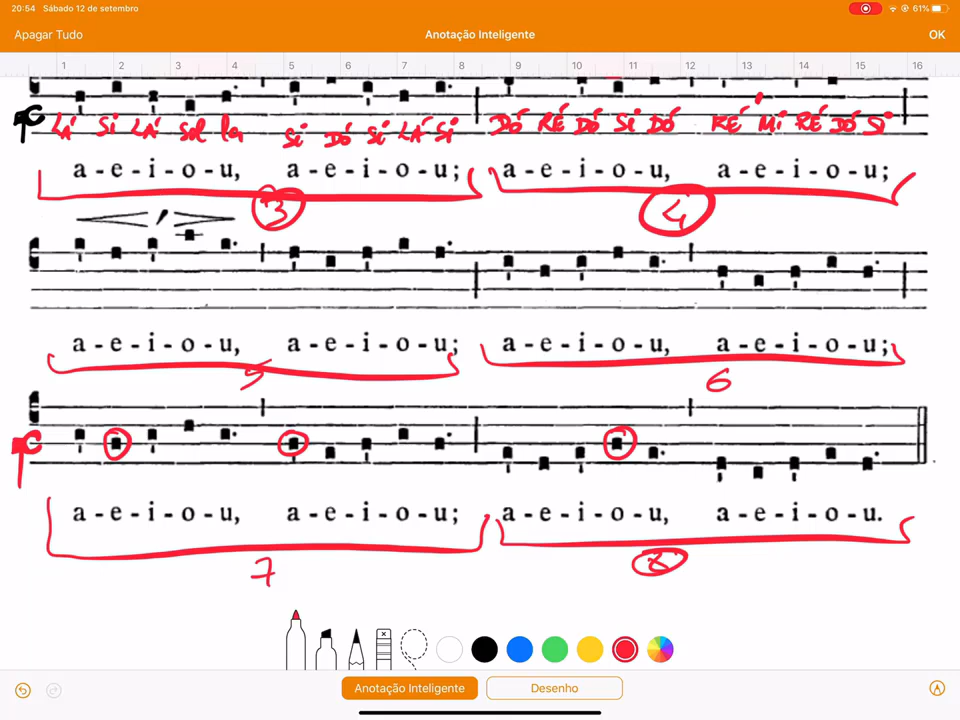 20:54 Sábado 12 de setembro 61%
Apagar Tudo Anotação Inteligente OK
1 2 3 4 5 6 7 8 9 10 11 12 13 14 15 16
LÁ Si LÁ Sol la Si DÓ Si LÁ Si DÓ RÉ DÓ Si DÓ RÉ Mi RÉ DÓ Si
a - e - i - o - u, a - e - i - o - u; a - e - i - o - u, a - e - i - o - u;
3 4
a - e - i - o - u, a - e - i - o - u; a - e - i - o - u, a - e - i - o - u;
5 6
a - e - i - o - u, a - e - i - o - u; a - e - i - o - u, a - e - i - o - u.
7 8
Anotação Inteligente Desenho